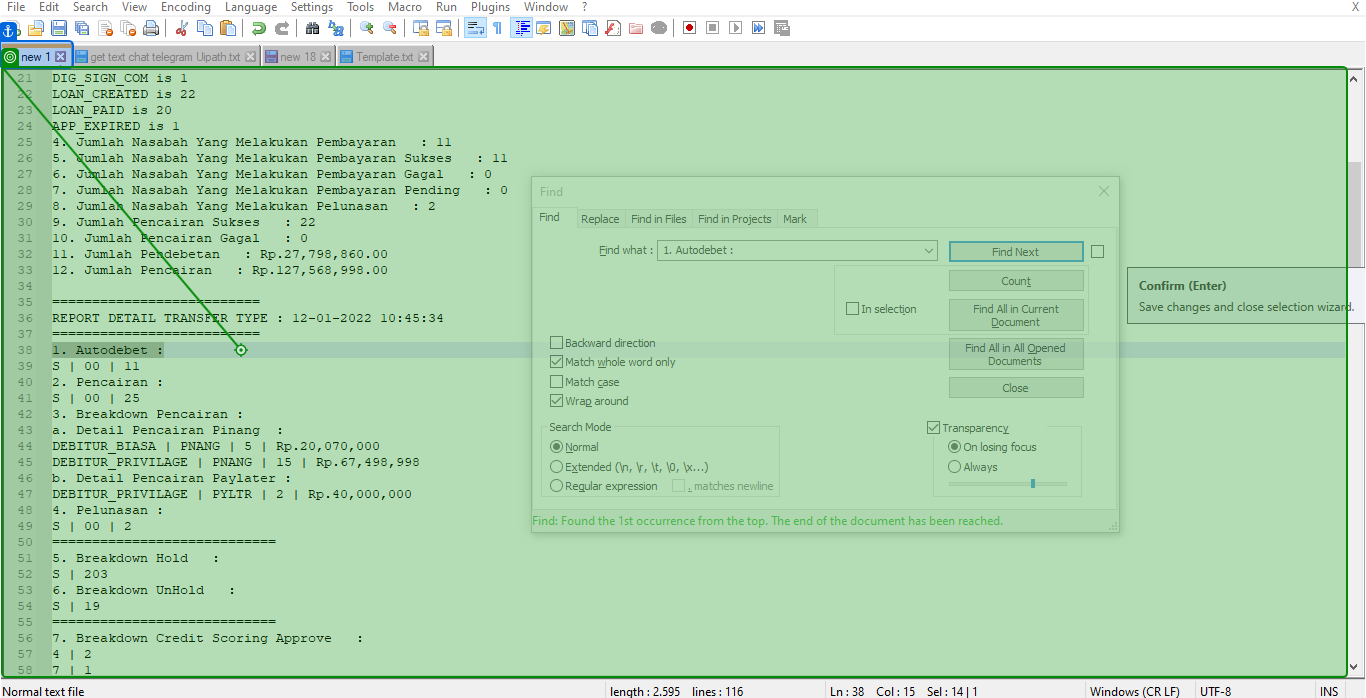 File Edit Search View Encoding Language Settings Tools Macro Run Plugins Window ? X
new 1 get text chat telegram Uipath.txt new 18 Template.txt
21 DIG_SIGN_COM is 1
22 LOAN_CREATED is 22
23 LOAN_PAID is 20
24 APP_EXPIRED is 1
25 4. Jumlah Nasabah Yang Melakukan Pembayaran : 11
26 5. Jumlah Nasabah Yang Melakukan Pembayaran Sukses : 11
27 6. Jumlah Nasabah Yang Melakukan Pembayaran Gagal : 0
28 7. Jumlah Nasabah Yang Melakukan Pembayaran Pending : 0
29 8. Jumlah Nasabah Yang Melakukan Pelunasan : 2
30 9. Jumlah Pencairan Sukses : 22
31 10. Jumlah Pencairan Gagal : 0
32 11. Jumlah Pendebetan : Rp.27,798,860.00
33 12. Jumlah Pencairan : Rp.127,568,998.00
34
35 ==========================
36 REPORT DETAIL TRANSFER TYPE : 12-01-2022 10:45:34
37 ==========================
38 1. Autodebet :
39 S | 00 | 11
40 2. Pencairan :
41 S | 00 | 25
42 3. Breakdown Pencairan :
43 a. Detail Pencairan Pinang :
44 DEBITUR_BIASA | PNANG | 5 | Rp.20,070,000
45 DEBITUR_PRIVILAGE | PNANG | 15 | Rp.67,498,998
46 b. Detail Pencairan Paylater :
47 DEBITUR_PRIVILAGE | PYLTR | 2 | Rp.40,000,000
48 4. Pelunasan :
49 S | 00 | 2
50 ============================
51 5. Breakdown Hold :
52 S | 203
53 6. Breakdown UnHold :
54 S | 19
55 ============================
56 7. Breakdown Credit Scoring Approve :
57 4 | 2
58 7 | 1
Find
Find Replace Find in Files Find in Projects Mark
Find what : 1. Autodebet : Find Next
Count
In selection
Find All in Current
Document
Find All in All Opened
Documents
Close
Backward direction
Match whole word only
Match case
Wrap around
Search Mode
Normal
Extended (\n, \r, \t, \0, \x...)
Regular expression . matches newline
Transparency
On losing focus
Always
Find: Found the 1st occurrence from the top. The end of the document has been reached.
Confirm (Enter)
Save changes and close selection wizard.
Normal text file length : 2.595 lines : 116 Ln : 38 Col : 15 Sel : 14 | 1 Windows (CR LF) UTF-8 INS